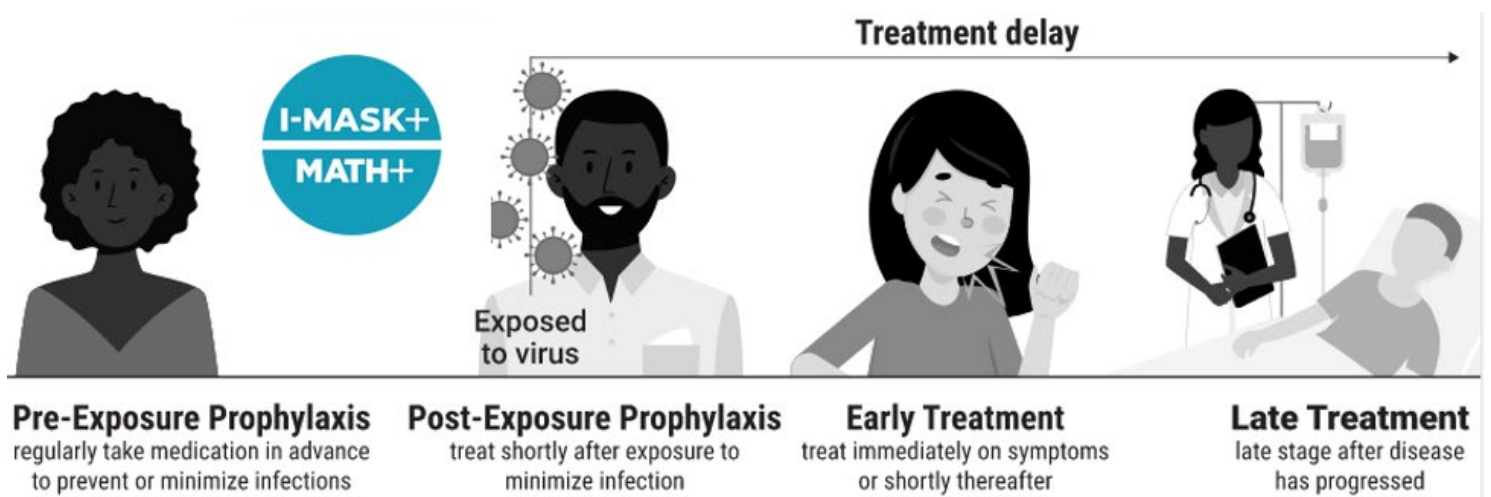 Treatment delay
I-MASK+
MATH+
Exposed
to virus
Pre-Exposure Prophylaxis
regularly take medication in advance
to prevent or minimize infections
Post-Exposure Prophylaxis
treat shortly after exposure to
minimize infection
Early Treatment
treat immediately on symptoms
or shortly thereafter
Late Treatment
late stage after disease
has progressed